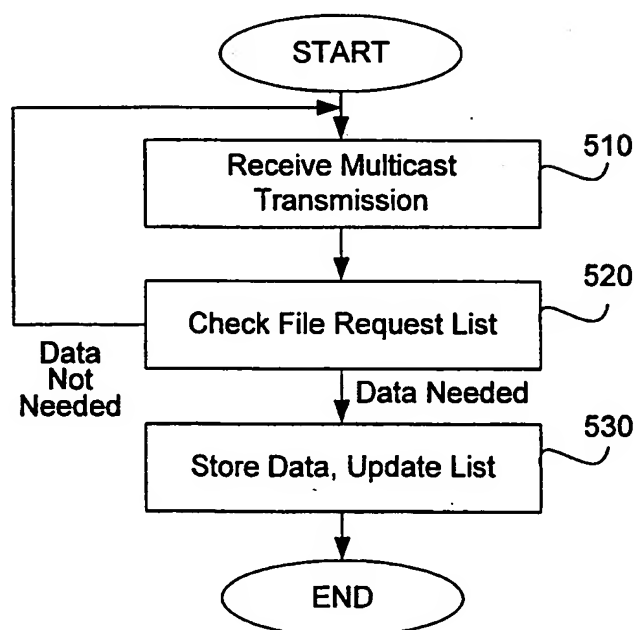 START
Receive Multicast
Transmission
510
Check File Request List
520
Data
Not
Needed
Data Needed
Store Data, Update List
530
END